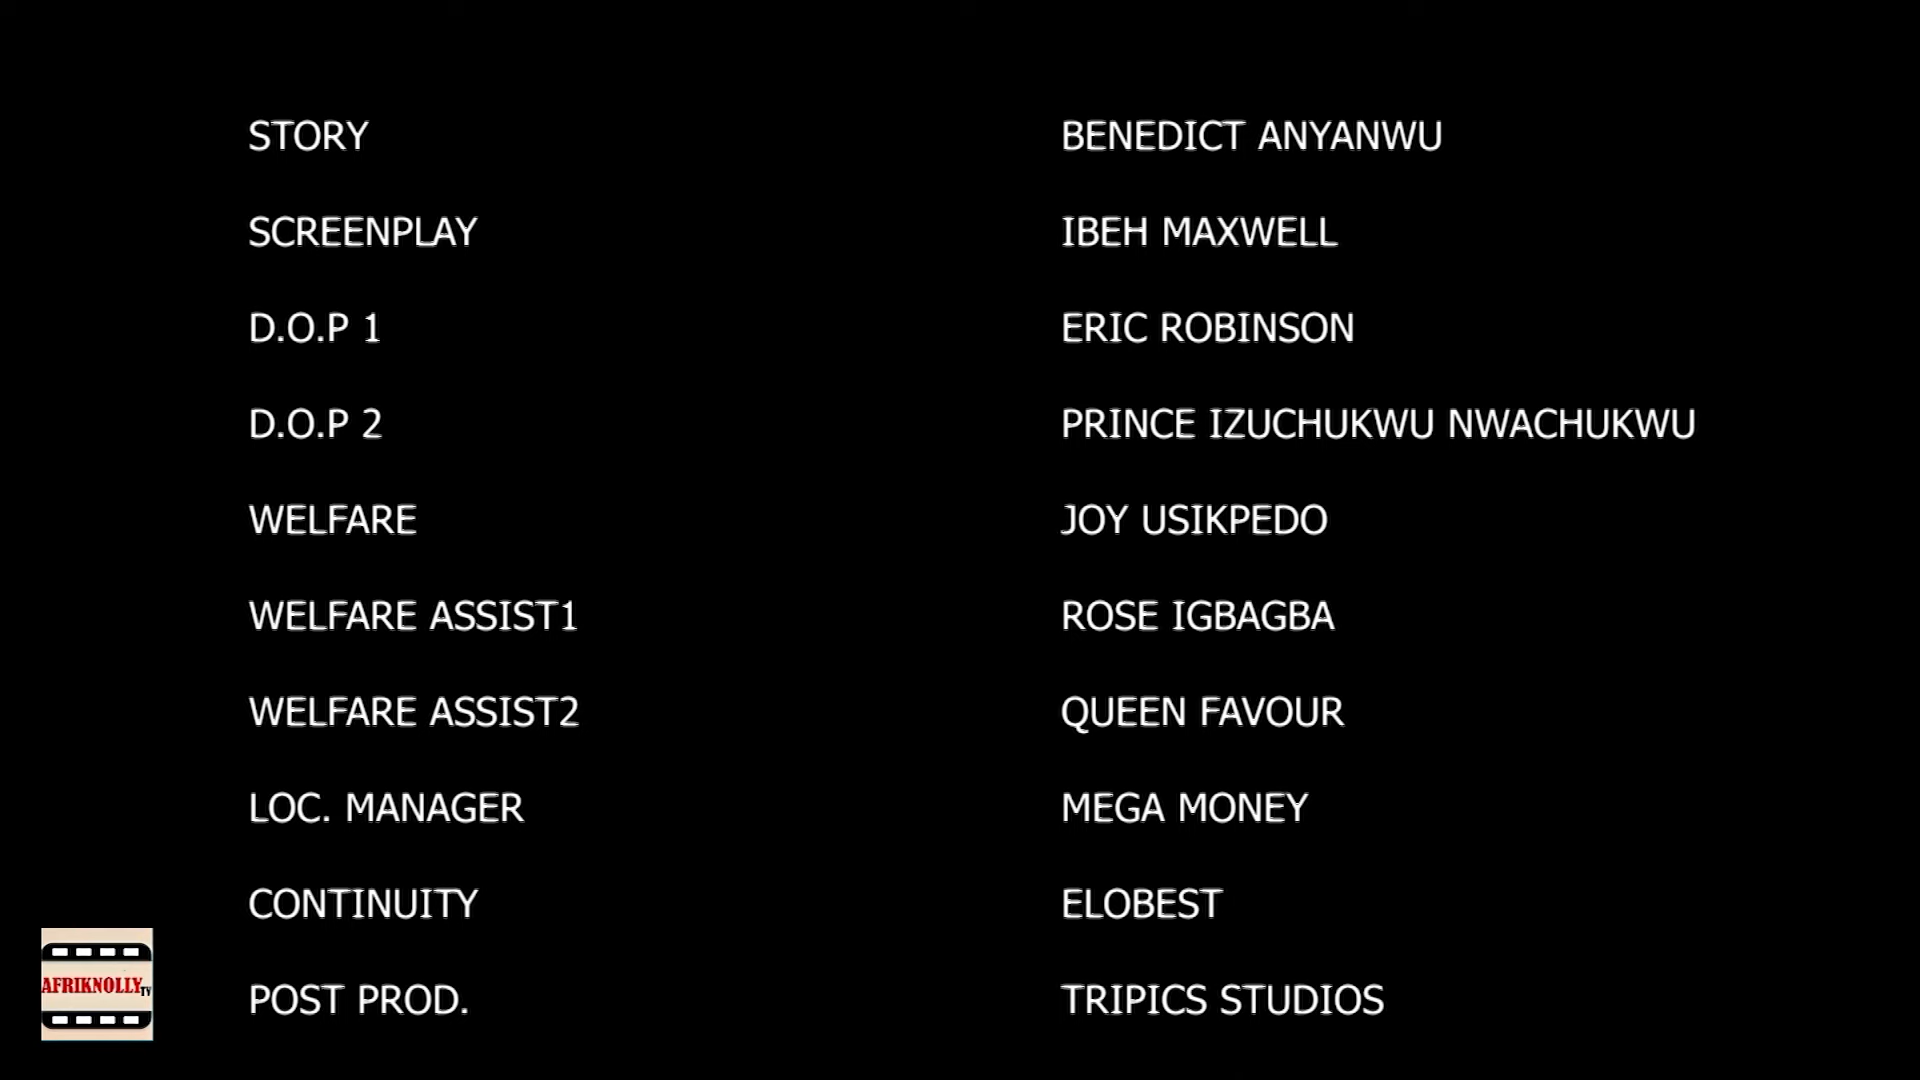 STORY BENEDICT ANYANWU
SCREENPLAY IBEH MAXWELL
D.O.P 1 ERIC ROBINSON
D.O.P 2 PRINCE IZUCHUKWU NWACHUKWU
WELFARE JOY USIKPEDO
WELFARE ASSIST1 ROSE IGBAGBA
WELFARE ASSIST2 QUEEN FAVOUR
LOC. MANAGER MEGA MONEY
CONTINUITY ELOBEST
POST PROD. TRIPICS STUDIOS
AFRIKNOLLY TV